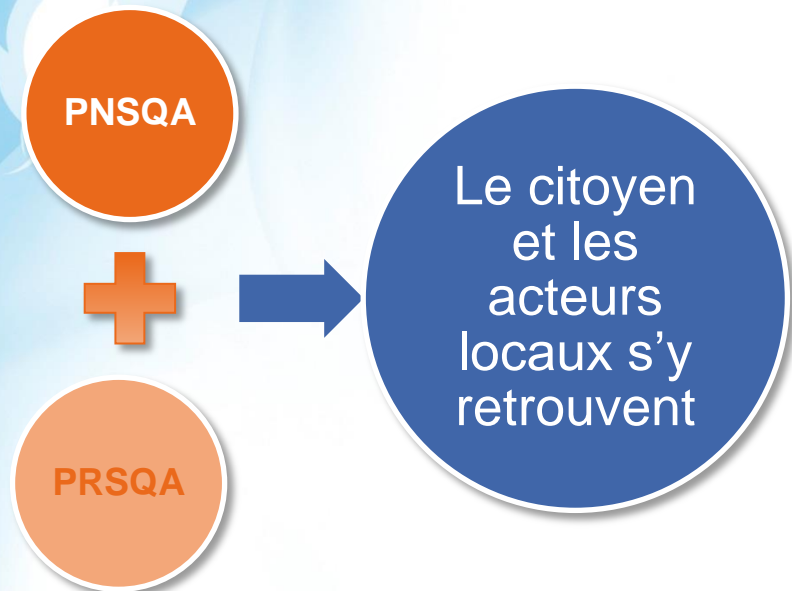 PNSQA
PRSQA
Le citoyen
et les
acteurs
locaux s’y
retrouvent